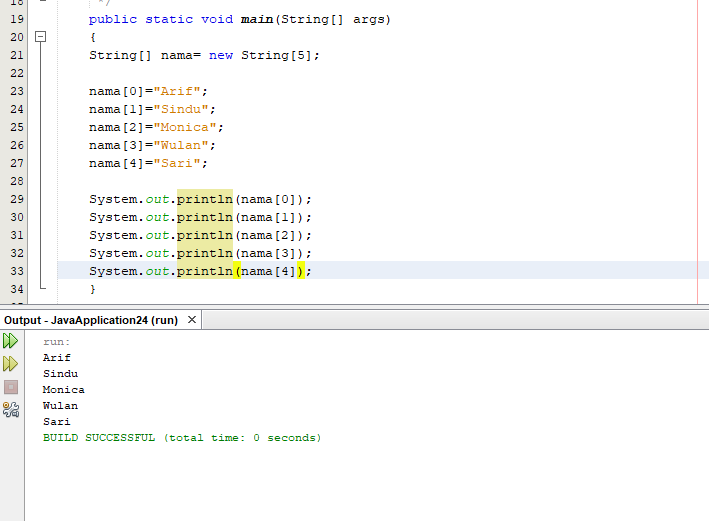 18 */
19 public static void main(String[] args)
20 {
21 String[] nama= new String[5];
22
23 nama[0]="Arif";
24 nama[1]="Sindu";
25 nama[2]="Monica";
26 nama[3]="Wulan";
27 nama[4]="Sari";
28
29 System.out.println(nama[0]);
30 System.out.println(nama[1]);
31 System.out.println(nama[2]);
32 System.out.println(nama[3]);
33 System.out.println(nama[4]);
34 }
Output - JavaApplication24 (run) ×
run:
Arif
Sindu
Monica
Wulan
Sari
BUILD SUCCESSFUL (total time: 0 seconds)